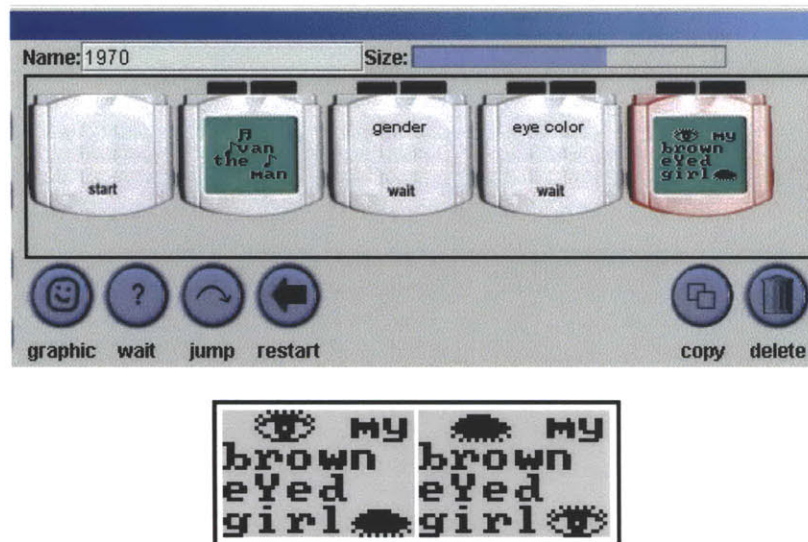 Name: 1970 Size:
start
van
the
man
gender
wait
eye color
wait
my
brown
eYed
girl
graphic wait jump restart copy delete
my my
brown brown
eYed eYed
girl girl